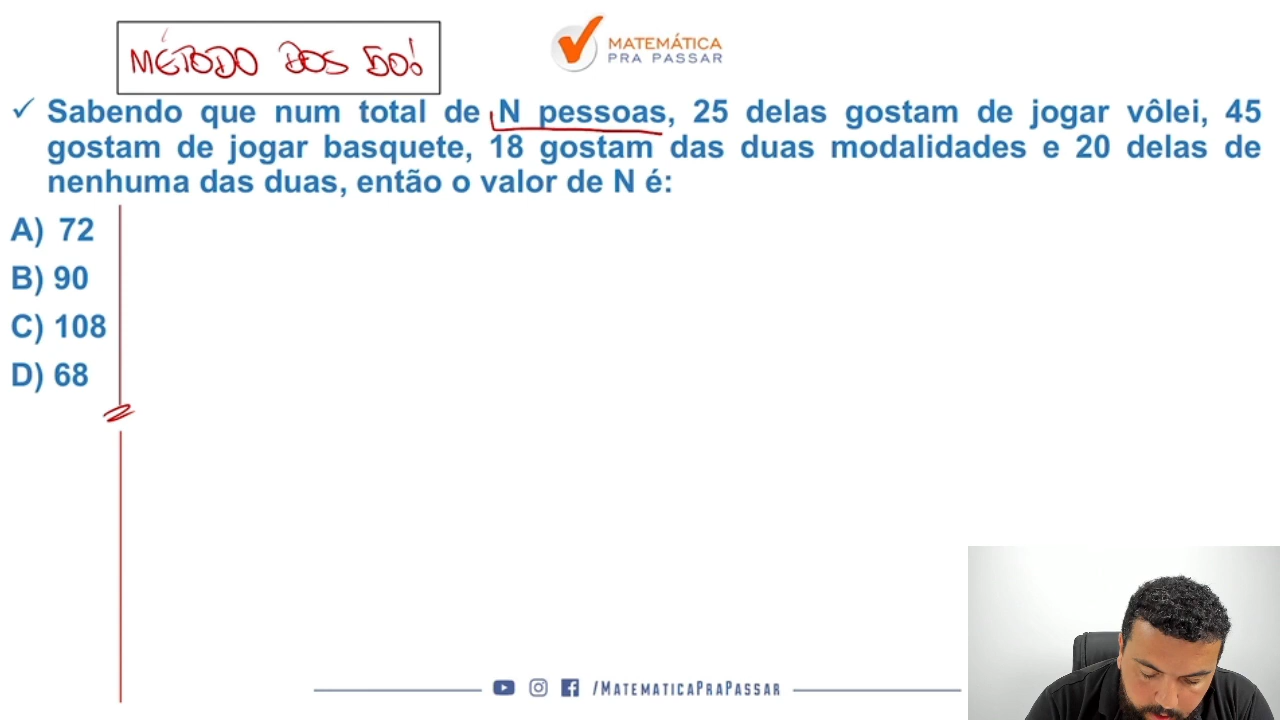 MÉTODO DOS 50!
MATEMÁTICA
PRA PASSAR
✓ Sabendo que num total de N pessoas, 25 delas gostam de jogar vôlei, 45
gostam de jogar basquete, 18 gostam das duas modalidades e 20 delas de
nenhuma das duas, então o valor de N é:
A) 72
B) 90
C) 108
D) 68
/MATEMATICAPRAPASSAR